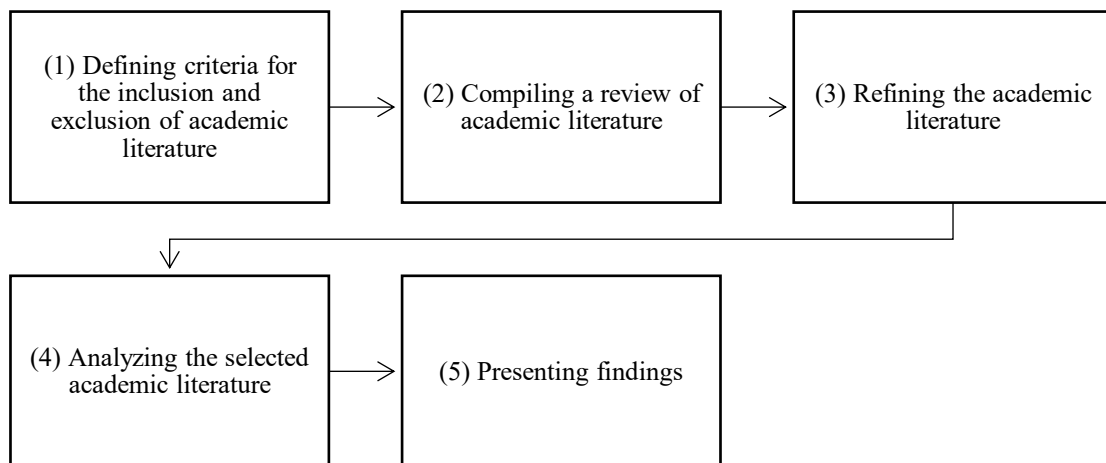 (1) Defining criteria for
the inclusion and
exclusion of academic
literature
(2) Compiling a review of
academic literature
(3) Refining the academic
literature
(4) Analyzing the selected
academic literature
(5) Presenting findings